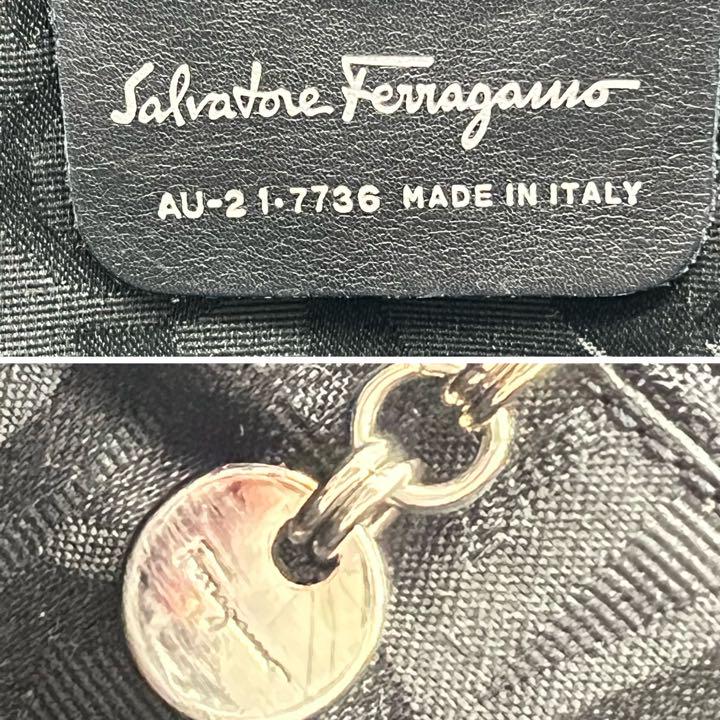 Salvatore Ferragamo
AU-21·7736 MADE IN ITALY